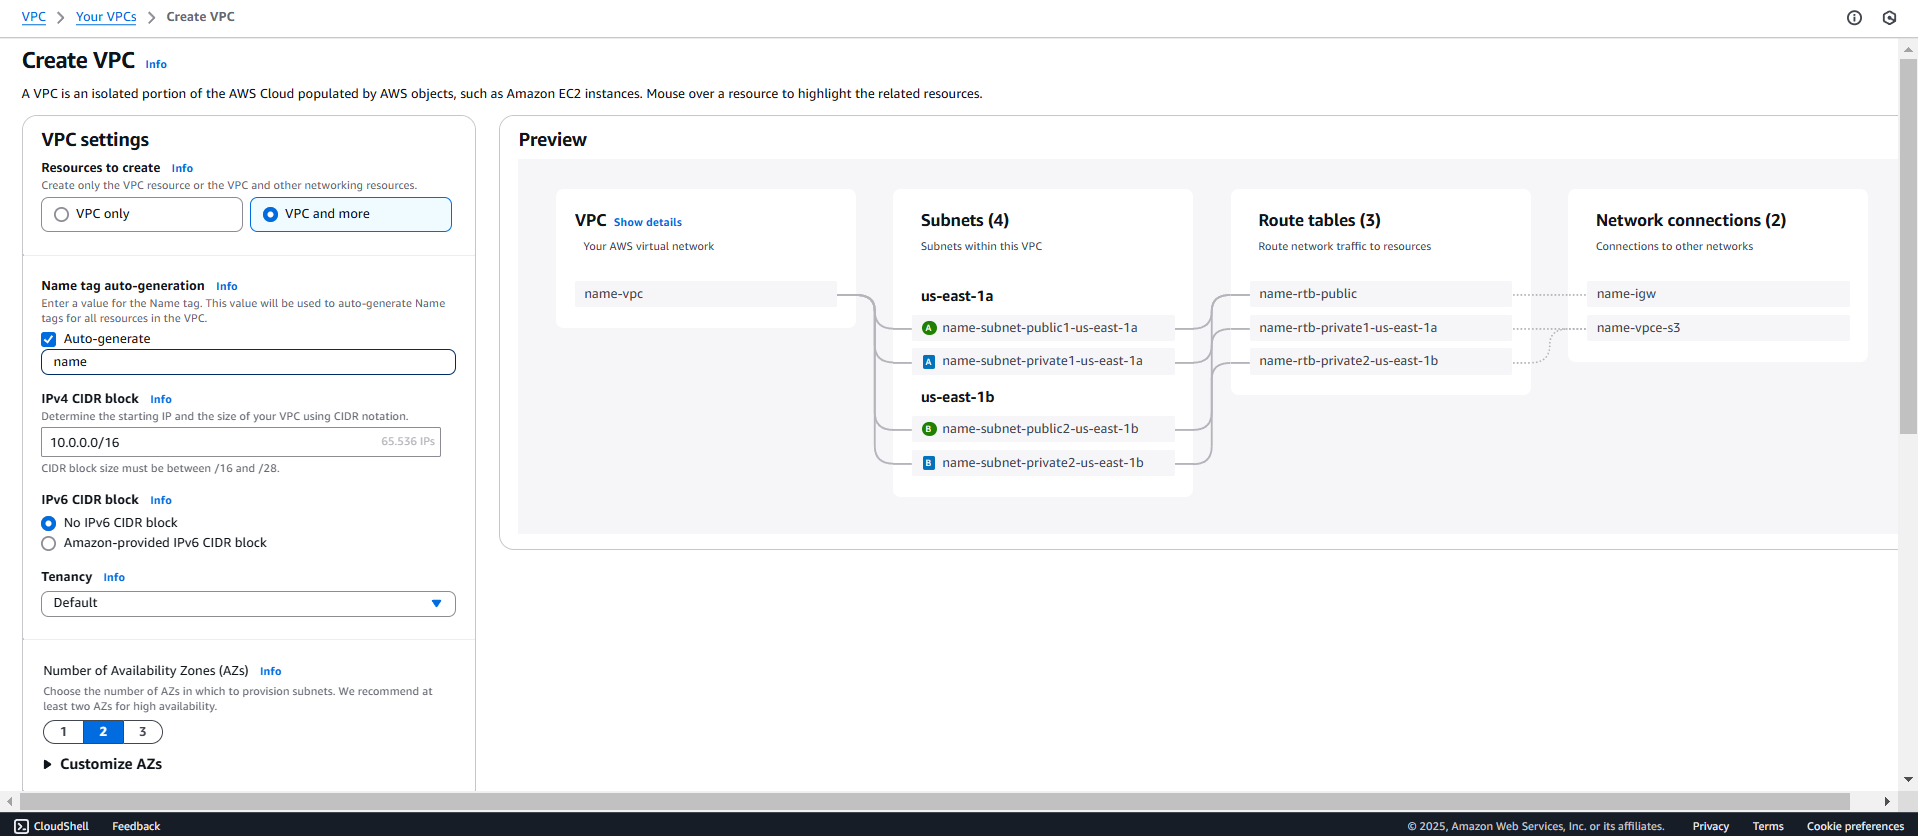 VPC
Your VPCs
Create VPC
Create VPC Info
A VPC is an isolated portion of the AWS Cloud populated by AWS objects, such as Amazon EC2 instances. Mouse over a resource to highlight the related resources.
VPC settings
Resources to create Info
Create only the VPC resource or the VPC and other networking resources.
VPC only
VPC and more
Name tag auto-generation Info
Enter a value for the Name tag. This value will be used to auto-generate Name
tags for all resources in the VPC.
Auto-generate
name
IPv4 CIDR block Info
Determine the starting IP and the size of your VPC using CIDR notation.
10.0.0.0/16 65.536 IPs
CIDR block size must be between /16 and /28.
IPv6 CIDR block Info
No IPv6 CIDR block
Amazon-provided IPv6 CIDR block
Tenancy Info
Default
Number of Availability Zones (AZs) Info
Choose the number of AZs in which to provision subnets. We recommend at
least two AZs for high availability.
1 2 3
Customize AZs
Preview
VPC Show details
Your AWS virtual network
name-vpc
Subnets (4)
Subnets within this VPC
us-east-1a
A name-subnet-public1-us-east-1a
A name-subnet-private1-us-east-1a
us-east-1b
B name-subnet-public2-us-east-1b
B name-subnet-private2-us-east-1b
Route tables (3)
Route network traffic to resources
name-rtb-public
name-rtb-private1-us-east-1a
name-rtb-private2-us-east-1b
Network connections (2)
Connections to other networks
name-igw
name-vpce-s3
CloudShell
Feedback
© 2025, Amazon Web Services, Inc. or its affiliates.
Privacy
Terms
Cookie preferences